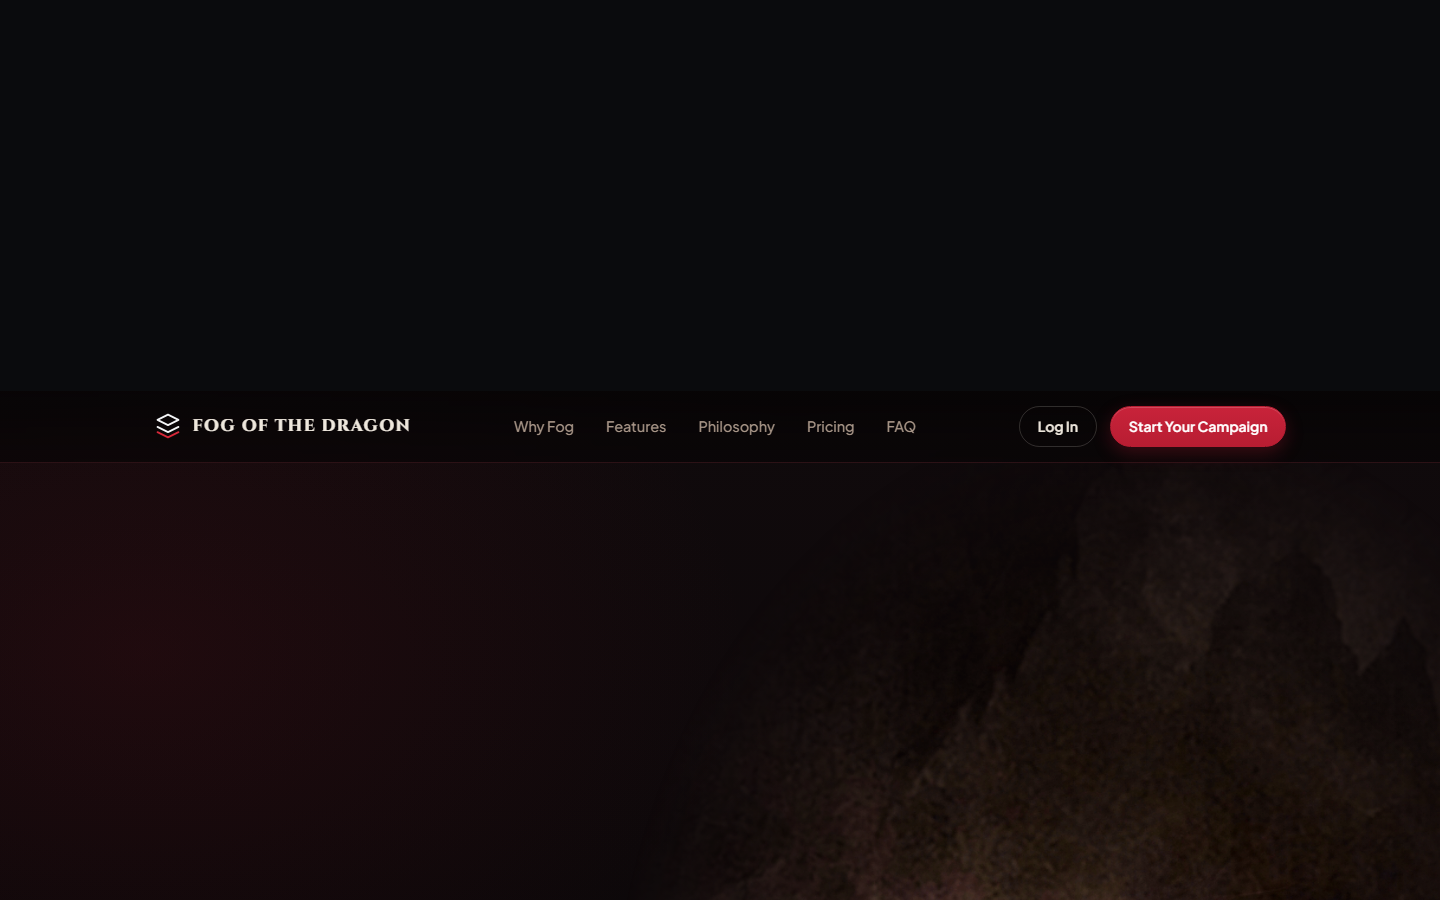 FOG OF THE DRAGON
Why Fog
Features
Philosophy
Pricing
FAQ
Log In
Start Your Campaign